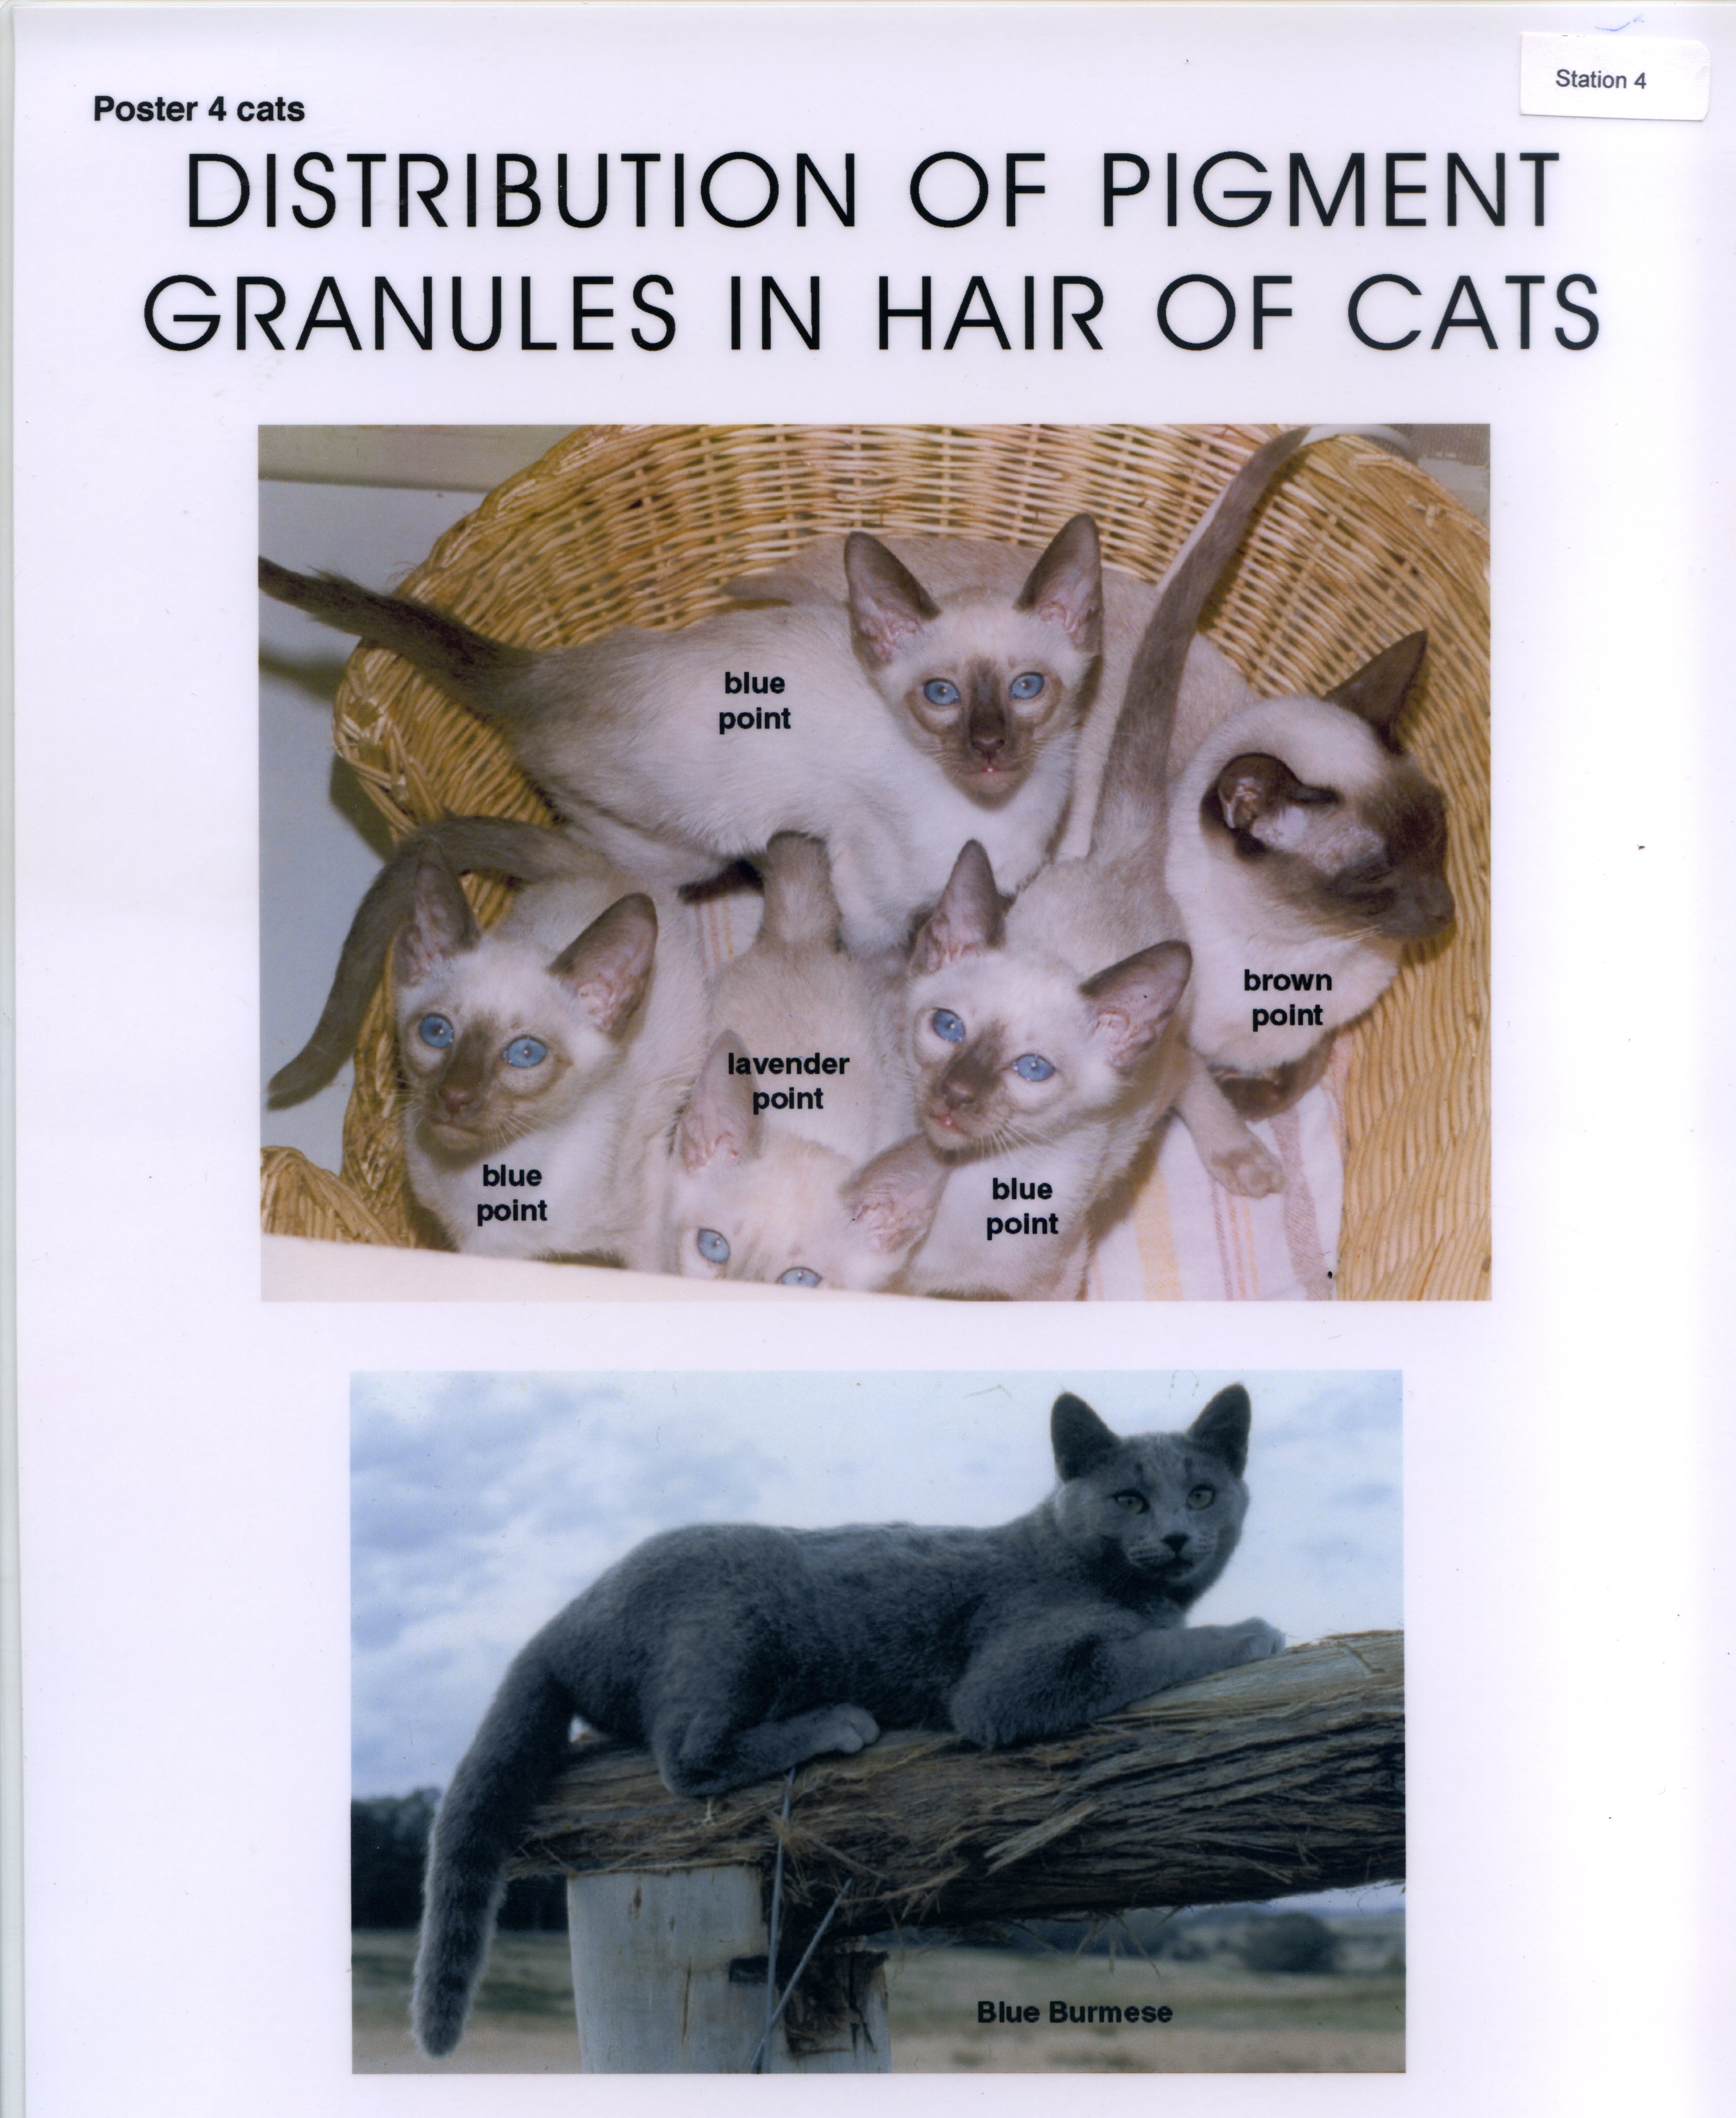 Station 4
Poster 4 cats
DISTRIBUTION OF PIGMENT
GRANULES IN HAIR OF CATS
blue
point
brown
point
lavender
point
blue
point
blue
point
Blue Burmese